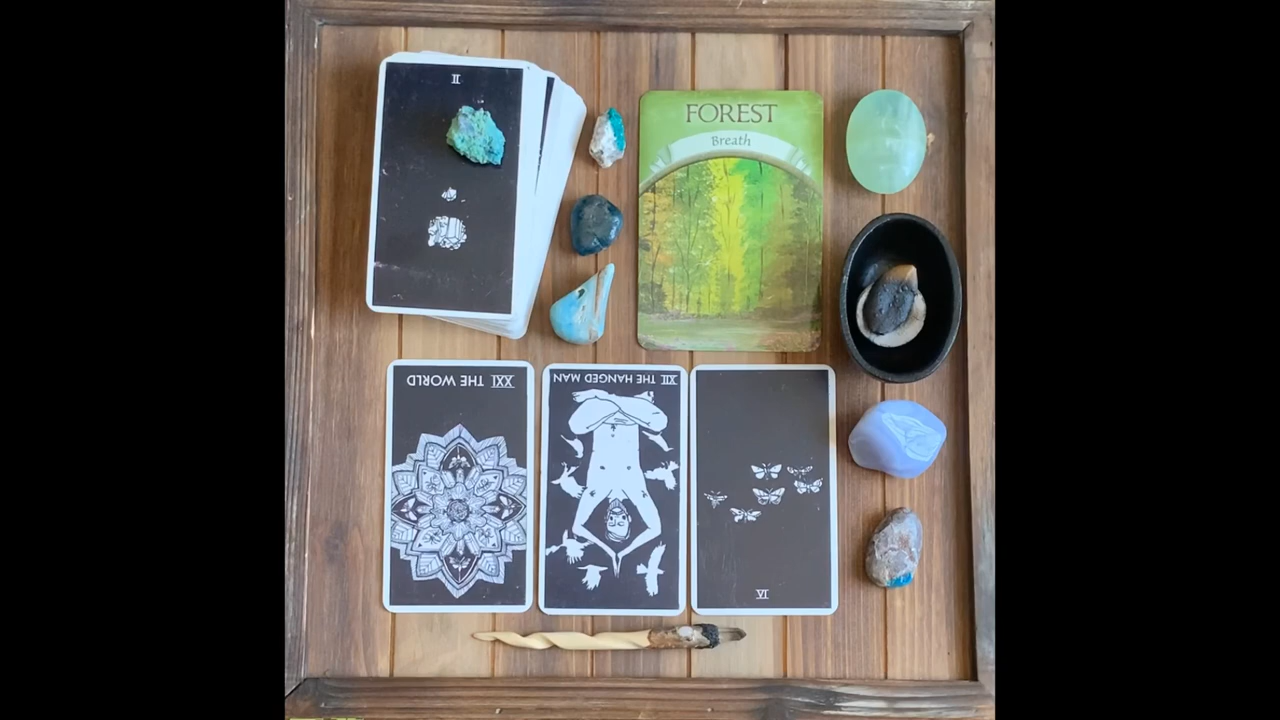 II
FOREST
Breath
XXI THE WORLD
XII THE HANGED MAN
VI